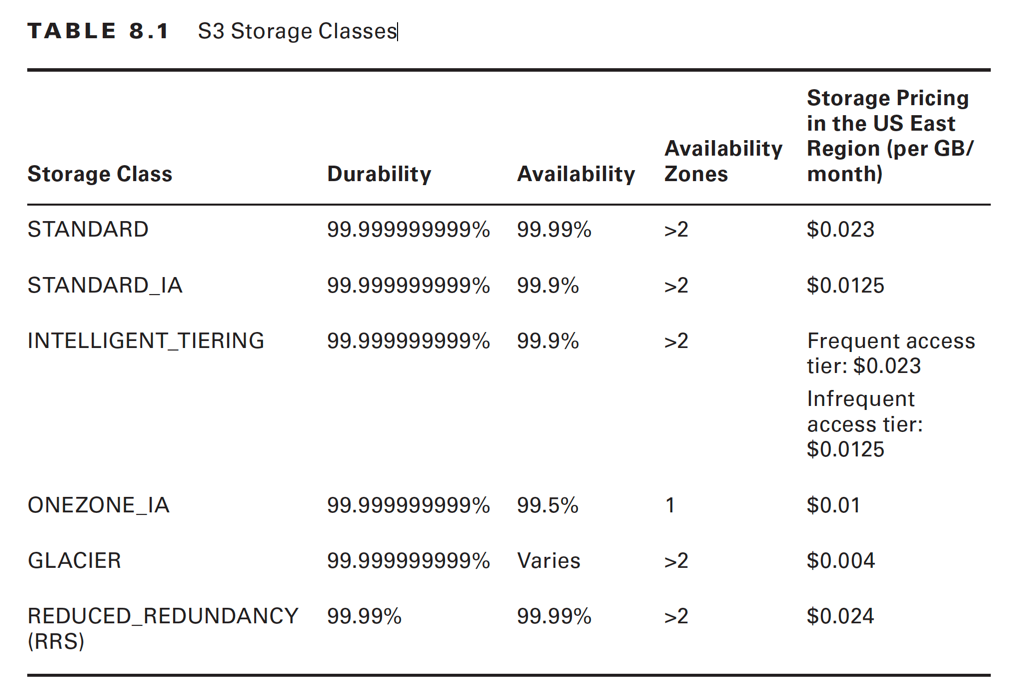 TABLE 8.1 S3 Storage Classes
Storage Class Durability Availability Availability Zones Storage Pricing in the US East Region (per GB/month)
STANDARD 99.999999999% 99.99% >2 $0.023
STANDARD_IA 99.999999999% 99.9% >2 $0.0125
INTELLIGENT_TIERING 99.999999999% 99.9% >2 Frequent access
tier: $0.023
Infrequent
access tier:
$0.0125
ONEZONE_IA 99.999999999% 99.5% 1 $0.01
GLACIER 99.999999999% Varies >2 $0.004
REDUCED_REDUNDANCY 99.99% 99.99% >2 $0.024
(RRS)